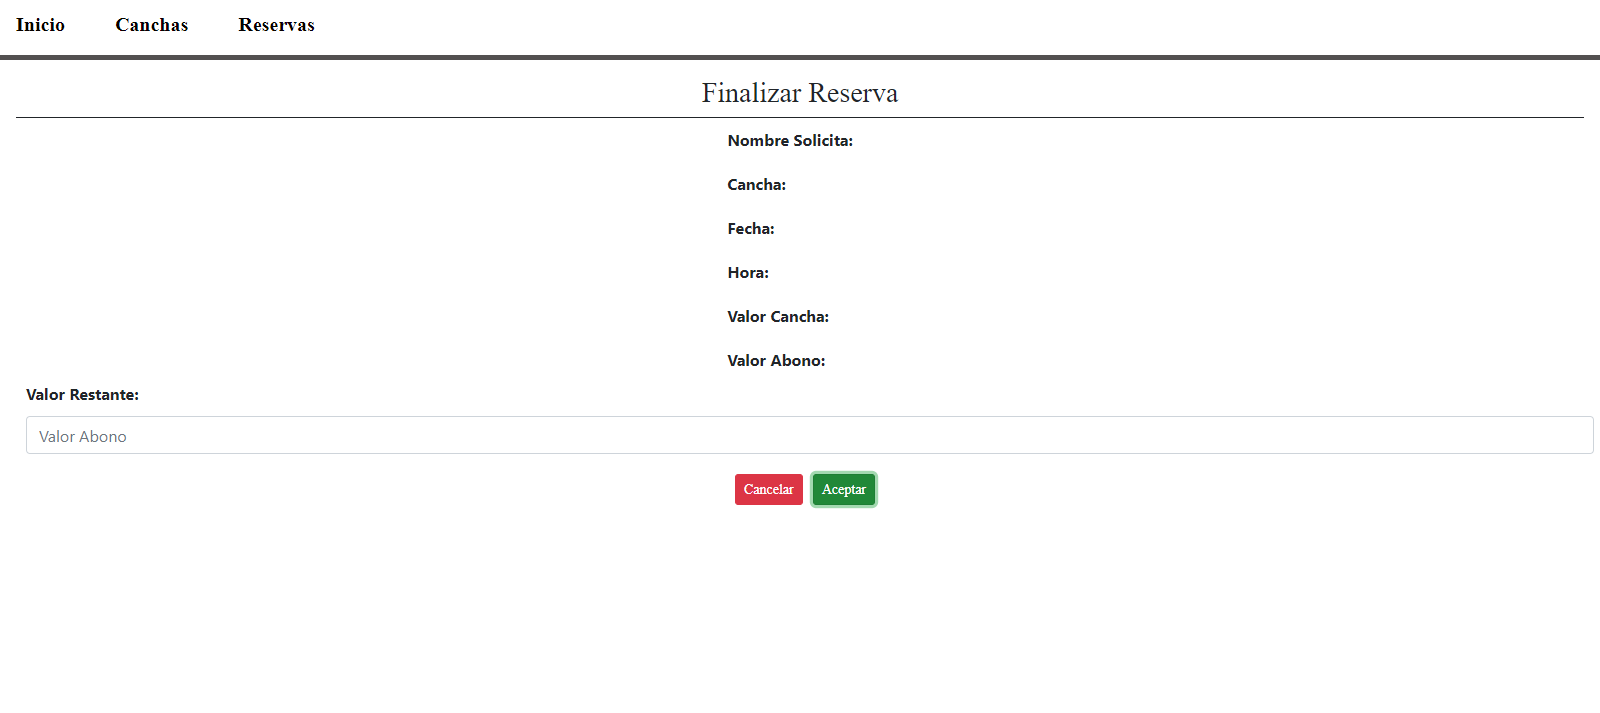 Inicio Canchas Reservas
Finalizar Reserva
Nombre Solicita:
Cancha:
Fecha:
Hora:
Valor Cancha:
Valor Abono:
Valor Restante:
Valor Abono
Cancelar Aceptar